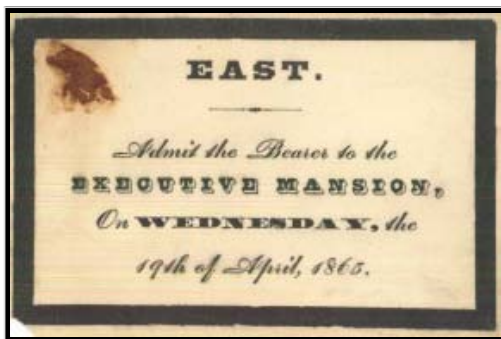 EAST.
Admit the Bearer to the
EXECUTIVE MANSION,
On WEDNESDAY, the
19th of April, 1865.